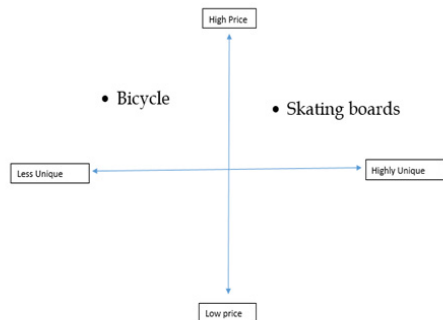 High Price
• Bicycle
• Skating boards
Less Unique
Highly Unique
Low price